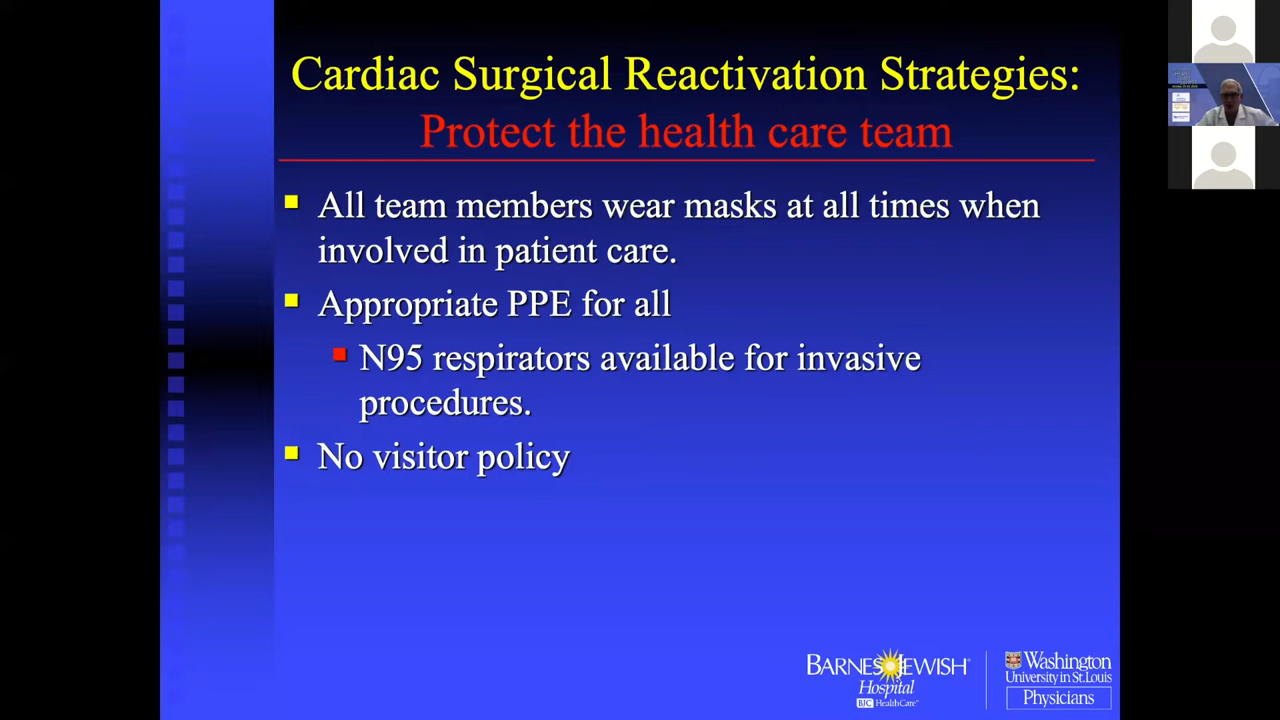 Cardiac Surgical Reactivation Strategies:
Protect the health care team
All team members wear masks at all times when
involved in patient care.
Appropriate PPE for all
N95 respirators available for invasive
procedures.
No visitor policy
BARNES JEWISH
Hospital
BJC HealthCare
Washington
University in St. Louis
Physicians